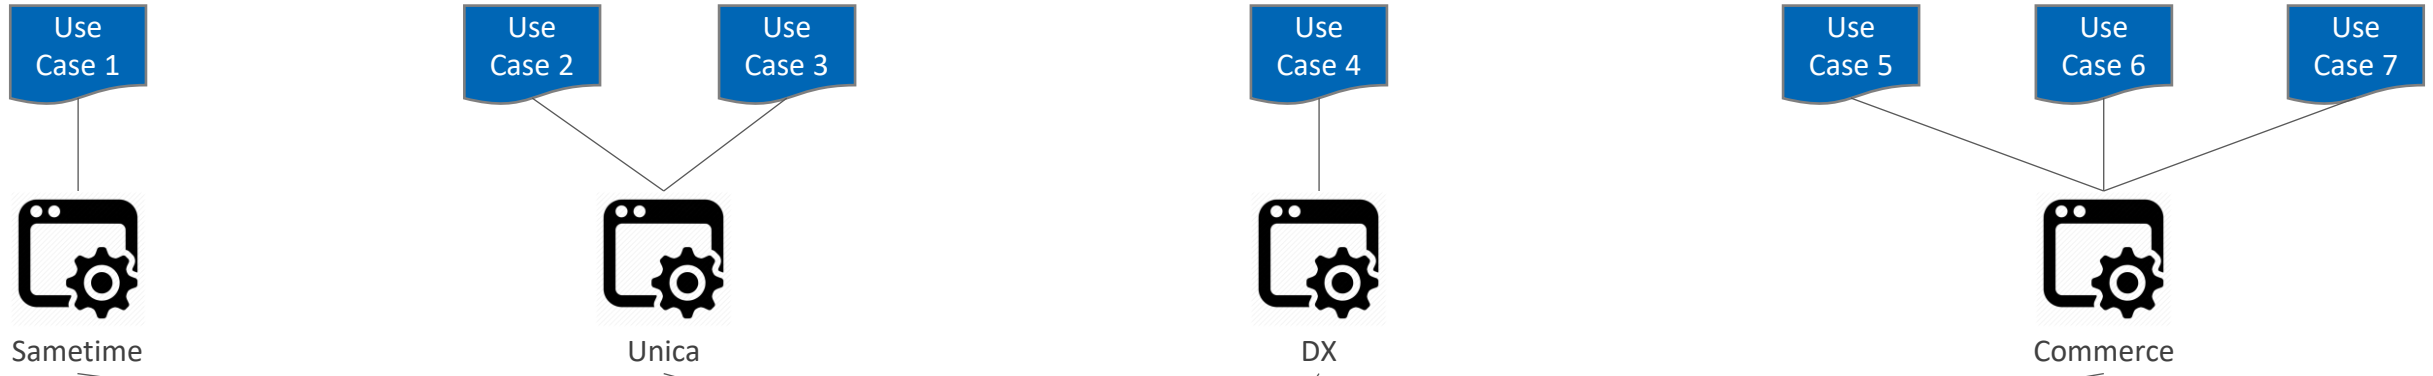 Use
Case 1
Use
Case 2
Use
Case 3
Use
Case 4
Use
Case 5
Use
Case 6
Use
Case 7
Sametime
Unica
DX
Commerce